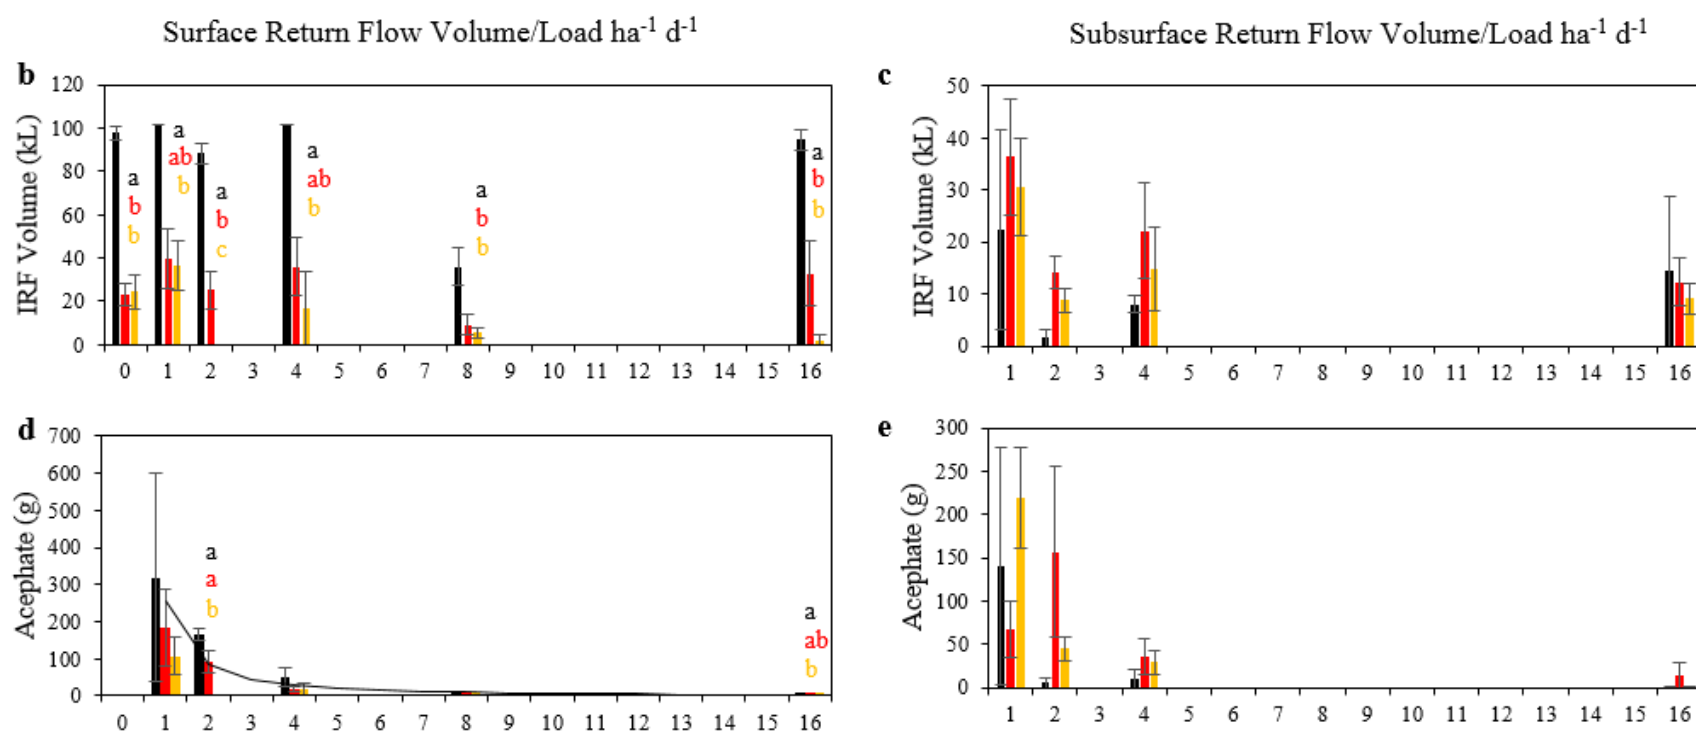 Surface Return Flow Volume/Load ha⁻¹ d⁻¹
b
IRF Volume (kL)
120
100
80
60
40
20
0
a
b
b
a
ab
b
a
b
c
a
ab
b
a
b
b
a
b
b
0 1 2 3 4 5 6 7 8 9 10 11 12 13 14 15 16
Subsurface Return Flow Volume/Load ha⁻¹ d⁻¹
c
IRF Volume (kL)
50
40
30
20
10
0
1 2 3 4 5 6 7 8 9 10 11 12 13 14 15 16
d
Acephate (g)
700
600
500
400
300
200
100
0
a
a
b
a
ab
b
0 1 2 3 4 5 6 7 8 9 10 11 12 13 14 15 16
e
Acephate (g)
300
250
200
150
100
50
0
1 2 3 4 5 6 7 8 9 10 11 12 13 14 15 16